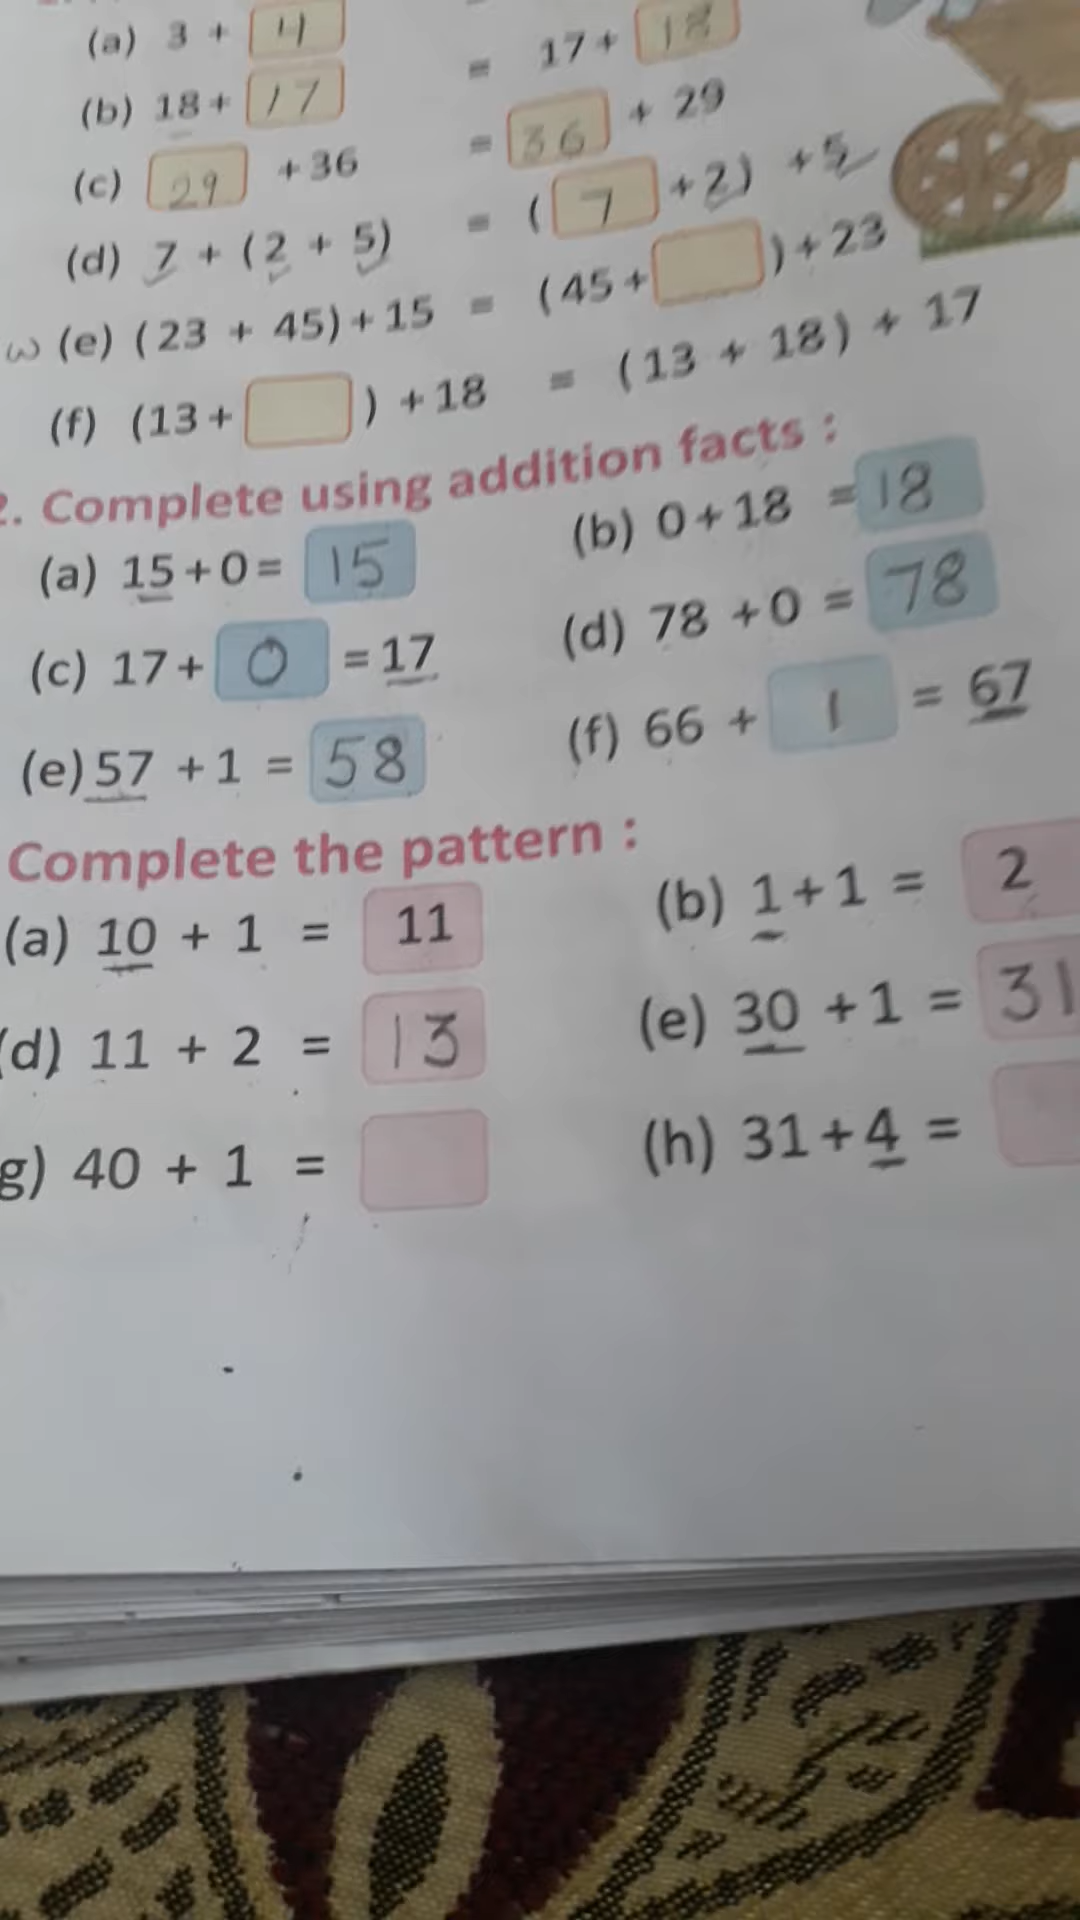 (a) 3 + 4
(b) 18 + 17 = 17 + 18
(c) 29 + 36 = 36 + 29
(d) 7 + (2 + 5) = ( 7 + 2) + 5
(e) (23 + 45) + 15 = (45 + ) + 23
(f) (13 + ) + 18 = (13 + 18) + 17
2. Complete using addition facts :
(a) 15 + 0 = 15 (b) 0 + 18 = 18
(c) 17 + 0 = 17 (d) 78 + 0 = 78
(e) 57 + 1 = 58 (f) 66 + 1 = 67
Complete the pattern :
(a) 10 + 1 = 11 (b) 1 + 1 = 2
(d) 11 + 2 = 13 (e) 30 + 1 = 31
g) 40 + 1 = (h) 31 + 4 =